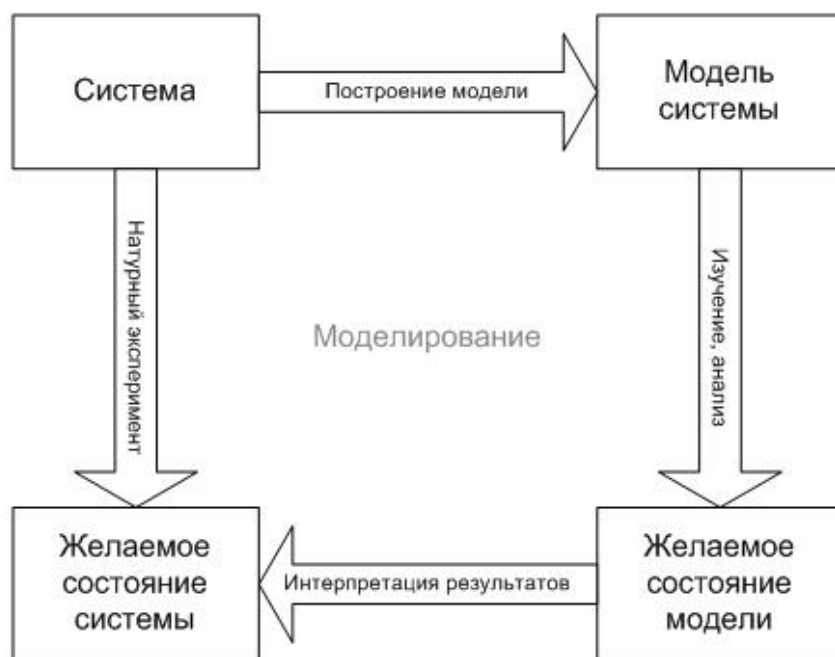 Система
Построение модели
Модель
системы
Натурный эксперимент
Моделирование
Изучение, анализ
Желаемое
состояние
системы
Интерпретация результатов
Желаемое
состояние
модели